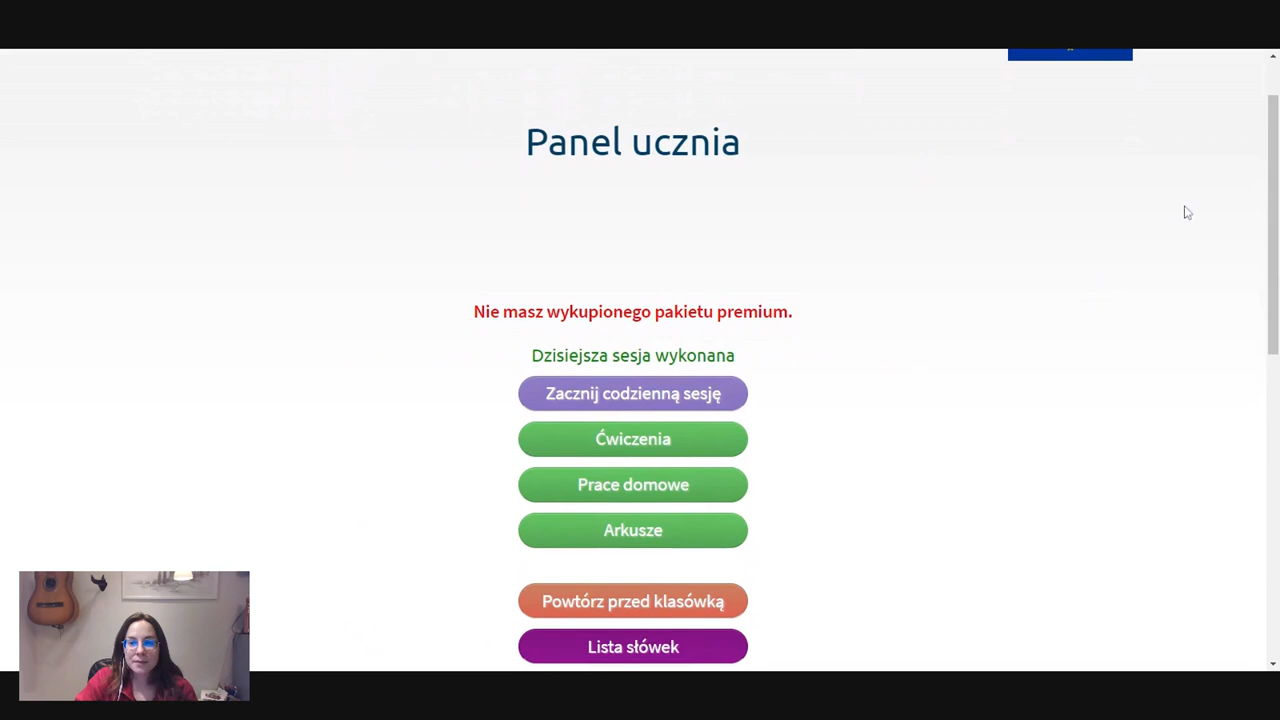 Panel ucznia
Nie masz wykupionego pakietu premium.
Dzisiejsza sesja wykonana
Zacznij codzienną sesję
Ćwiczenia
Prace domowe
Arkusze
Powtórz przed klasówką
Lista słówek